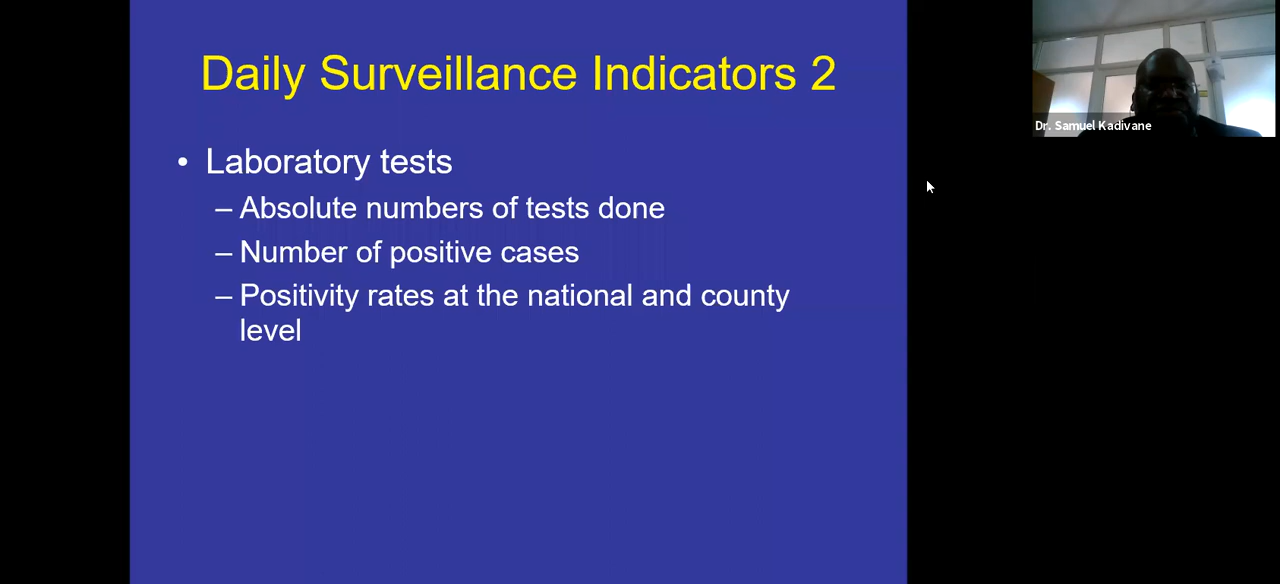 Daily Surveillance Indicators 2
• Laboratory tests
– Absolute numbers of tests done
– Number of positive cases
– Positivity rates at the national and county
level
Dr. Samuel Kadivane